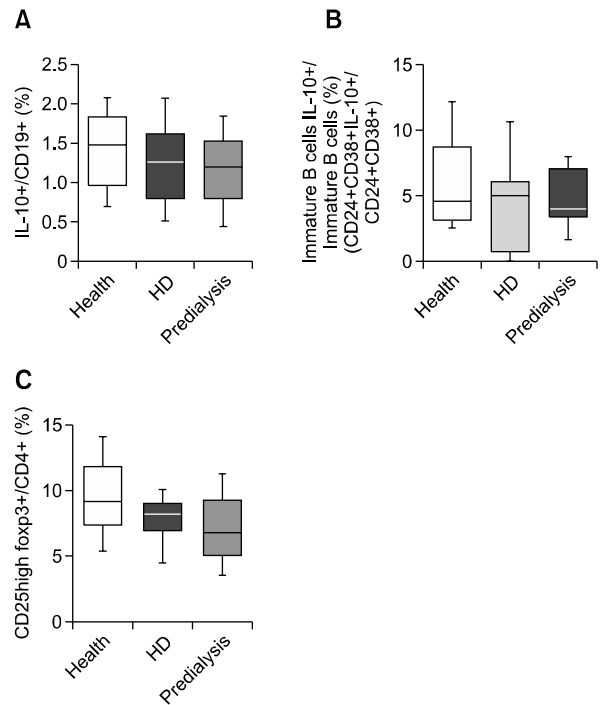 A
IL-10+/CD19+ (%)
2.5
2.0
1.5
1.0
0.5
0
Health
HD
Predialysis
B
Immature B cells IL-10+/
Immature B cells (%)
(CD24+CD38+IL-10+/
CD24+CD38+)
15
10
5
0
Health
HD
Predialysis
C
CD25high foxp3+/CD4+ (%)
15
10
5
0
Health
HD
Predialysis